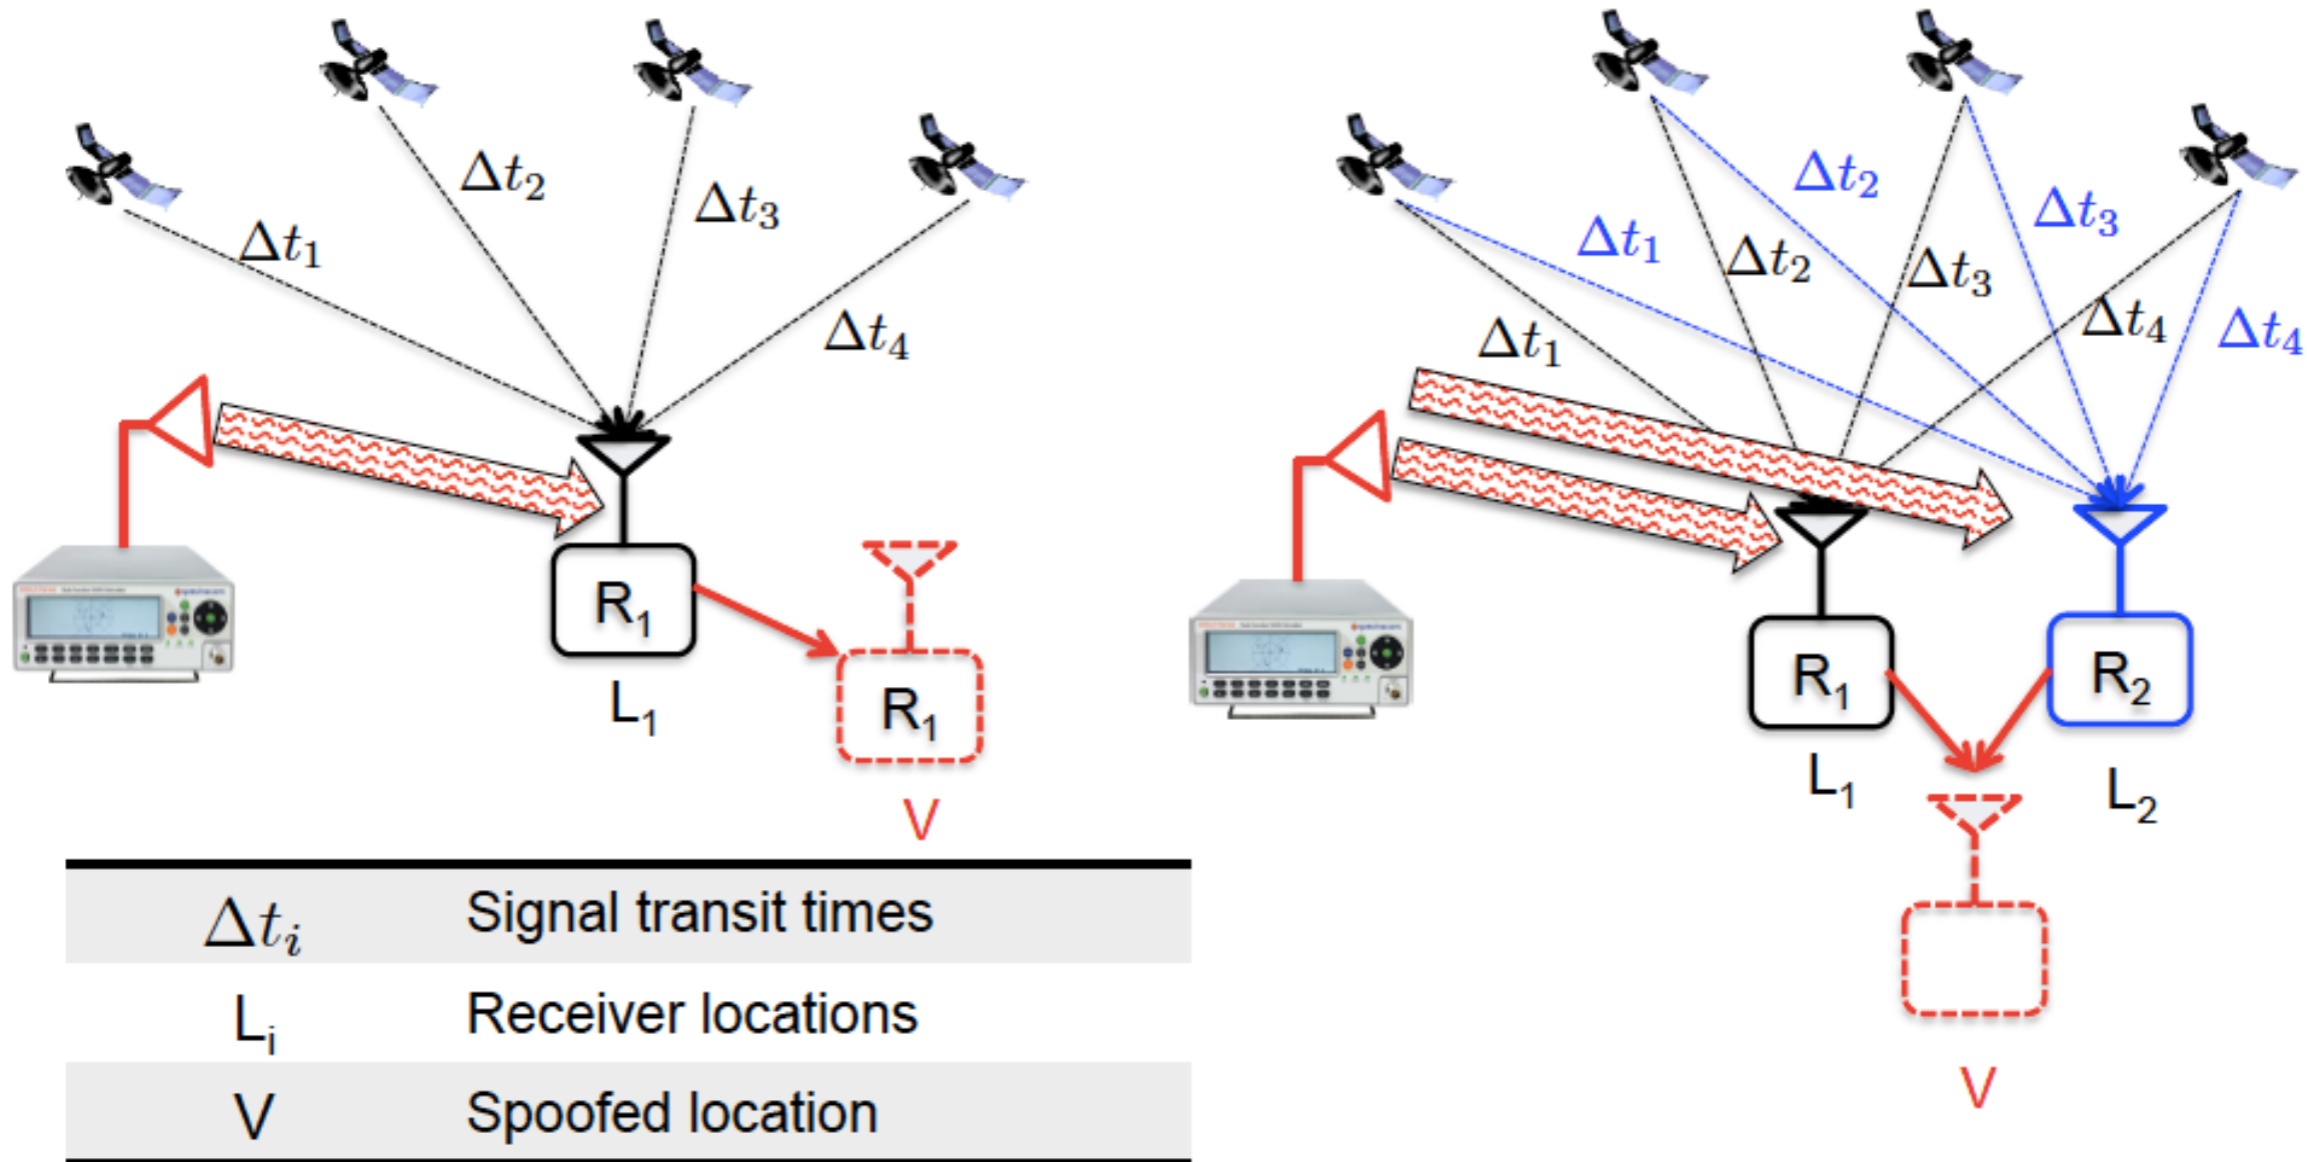 Δt₁
Δt₂
Δt₃
Δt₄
R₁
L₁
R₁
V
Δt₁
Δt₂
Δt₃
Δt₄
Δt₁
Δt₂
Δt₃
Δt₄
R₁
L₁
R₂
L₂
V
Δtᵢ Signal transit times
Lᵢ Receiver locations
V Spoofed location